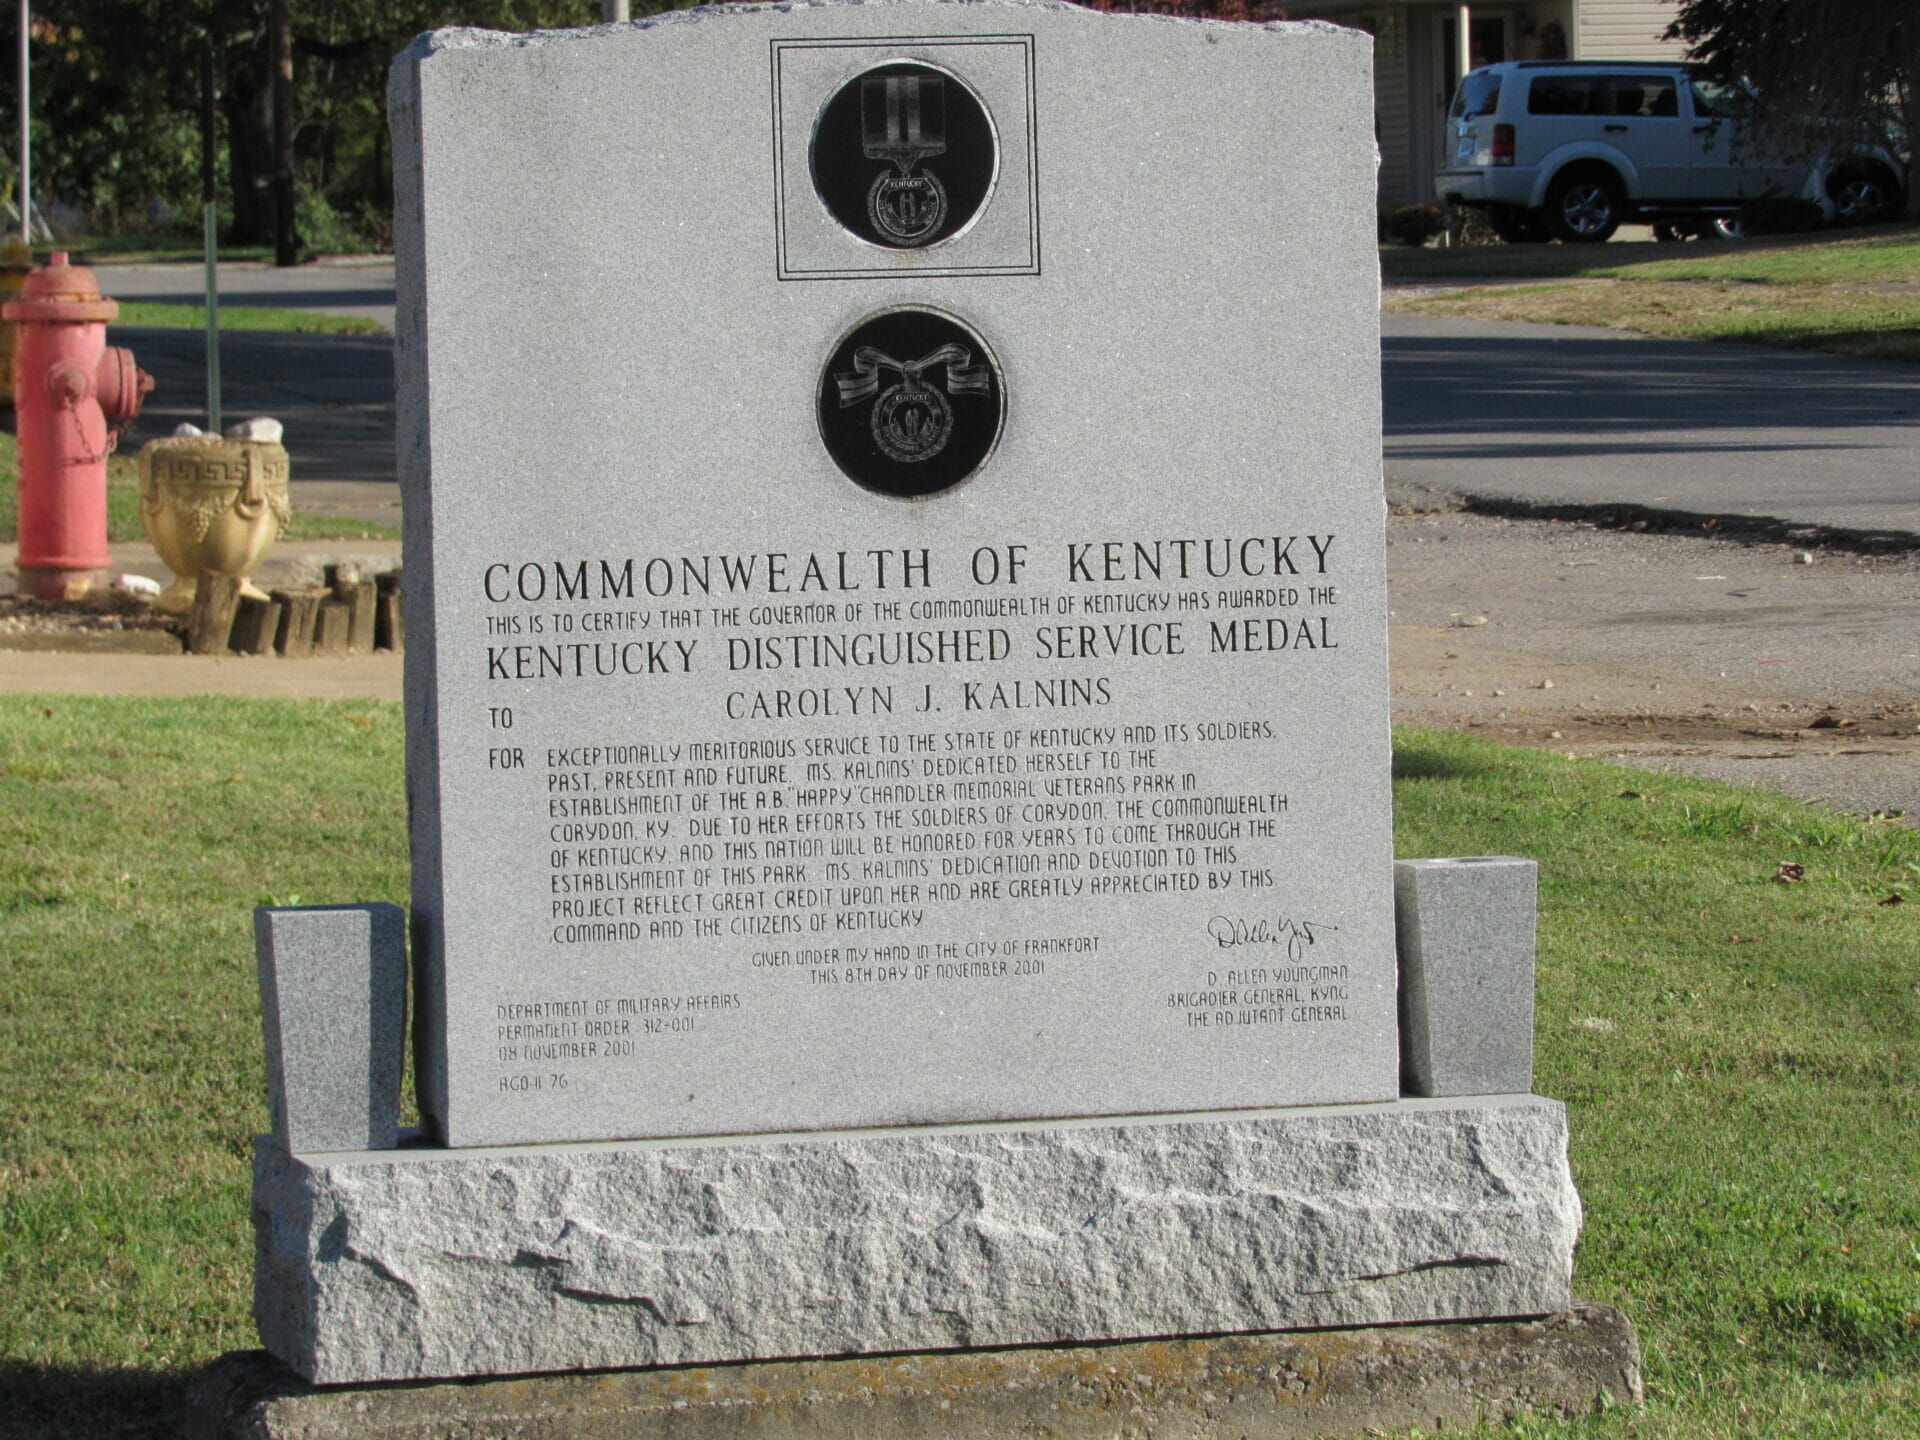 KENTUCKY
KENTUCKY
COMMONWEALTH OF KENTUCKY
THIS IS TO CERTIFY THAT THE GOVERNOR OF THE COMMONWEALTH OF KENTUCKY HAS AWARDED THE
KENTUCKY DISTINGUISHED SERVICE MEDAL
TO CAROLYN J. KALNINS
FOR EXCEPTIONALLY MERITORIOUS SERVICE TO THE STATE OF KENTUCKY AND ITS SOLDIERS,
PAST, PRESENT AND FUTURE. MS. KALNINS' DEDICATED HERSELF TO THE
ESTABLISHMENT OF THE A.B. "HAPPY" CHANDLER MEMORIAL VETERANS PARK IN
CORYDON, KY. DUE TO HER EFFORTS THE SOLDIERS OF CORYDON, THE COMMONWEALTH
OF KENTUCKY, AND THIS NATION WILL BE HONORED FOR YEARS TO COME THROUGH THE
ESTABLISHMENT OF THIS PARK. MS. KALNINS' DEDICATION AND DEVOTION TO THIS
PROJECT REFLECT GREAT CREDIT UPON HER AND ARE GREATLY APPRECIATED BY THIS
COMMAND AND THE CITIZENS OF KENTUCKY.
GIVEN UNDER MY HAND IN THE CITY OF FRANKFORT
THIS 8TH DAY OF NOVEMBER 2001
D. ALLEN YOUNGMAN
BRIGADIER GENERAL, KYNG
THE ADJUTANT GENERAL
DEPARTMENT OF MILITARY AFFAIRS
PERMANENT ORDER 312-001
08 NOVEMBER 2001
AGO 11 76